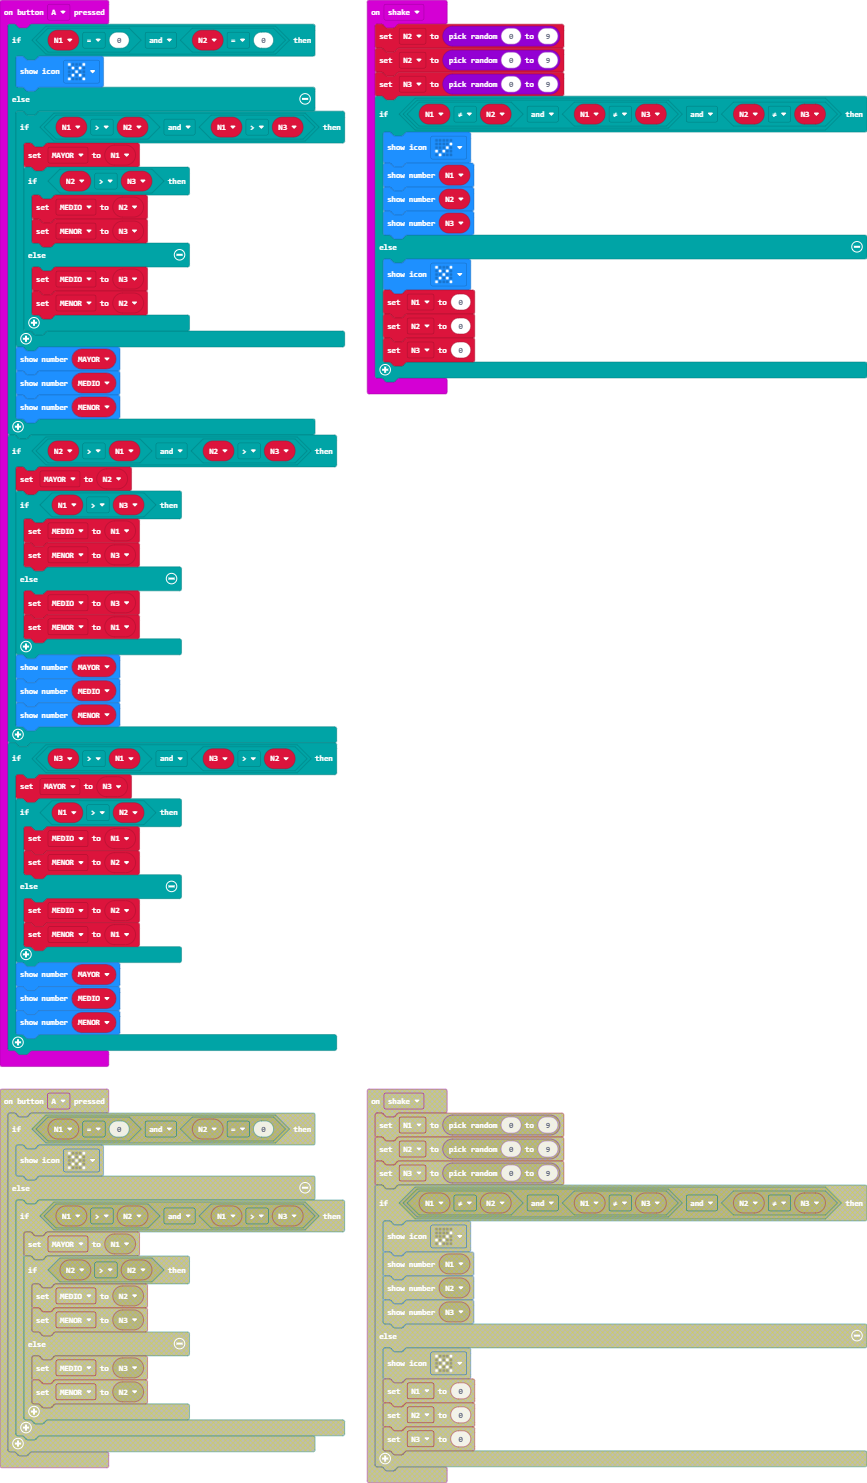 on button A pressed
if N1 = 0 and N2 = 0 then
show icon
else
if N1 > N2 and N1 > N3 then
set MAYOR to N1
if N2 > N3 then
set MEDIO to N2
set MENOR to N3
else
set MEDIO to N3
set MENOR to N2
show number MAYOR
show number MEDIO
show number MENOR
if N2 > N1 and N2 > N3 then
set MAYOR to N2
if N1 > N3 then
set MEDIO to N1
set MENOR to N3
else
set MEDIO to N3
set MENOR to N1
show number MAYOR
show number MEDIO
show number MENOR
if N3 > N1 and N3 > N2 then
set MAYOR to N3
if N1 > N2 then
set MEDIO to N1
set MENOR to N2
else
set MEDIO to N2
set MENOR to N1
show number MAYOR
show number MEDIO
show number MENOR
on shake
set N2 to pick random 0 to 9
set N2 to pick random 0 to 9
set N3 to pick random 0 to 9
if N1 ≠ N2 and N1 ≠ N3 and N2 ≠ N3 then
show icon
show number N1
show number N2
show number N3
else
show icon
set N1 to 0
set N2 to 0
set N3 to 0
on button A pressed
if N1 = 0 and N2 = 0 then
show icon
else
if N1 > N2 and N1 > N3 then
set MAYOR to N1
if N2 > N2 then
set MEDIO to N2
set MENOR to N3
else
set MEDIO to N3
set MENOR to N2
on shake
set N1 to pick random 0 to 9
set N2 to pick random 0 to 9
set N3 to pick random 0 to 9
if N1 ≠ N2 and N1 ≠ N3 and N2 ≠ N3 then
show icon
show number N1
show number N2
show number N3
else
show icon
set N1 to 0
set N2 to 0
set N3 to 0